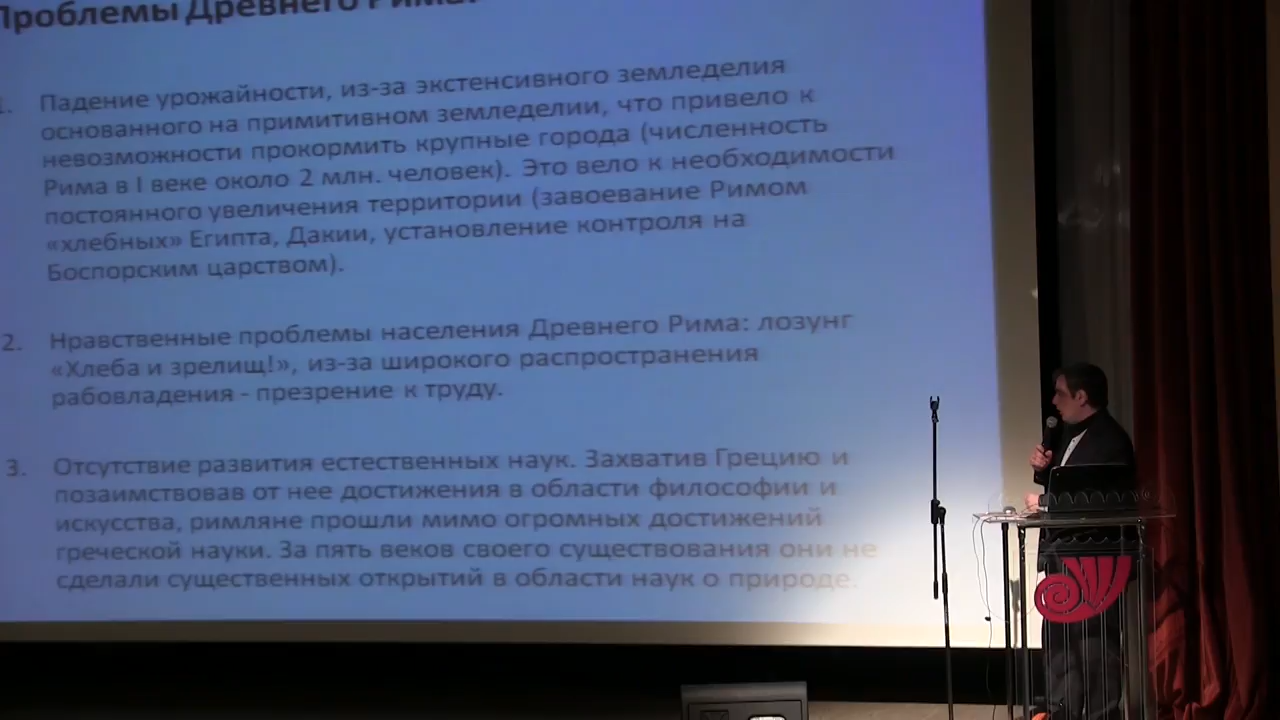 Проблемы Древнего Рима:
1. Падение урожайности, из-за экстенсивного земледелия
основанного на примитивном земледелии, что привело к
невозможности прокормить крупные города (численность
Рима в I веке около 2 млн. человек). Это вело к необходимости
постоянного увеличения территории (завоевание Римом
«хлебных» Египта, Дакии, установление контроля на
Боспорским царством).
2. Нравственные проблемы населения Древнего Рима: лозунг
«Хлеба и зрелищ!», из-за широкого распространения
рабовладения - презрение к труду.
3. Отсутствие развития естественных наук. Захватив Грецию и
позаимствовав от нее достижения в области философии и
искусства, римляне прошли мимо огромных достижений
греческой науки. За пять веков своего существования они не
сделали существенных открытий в области наук о природе.